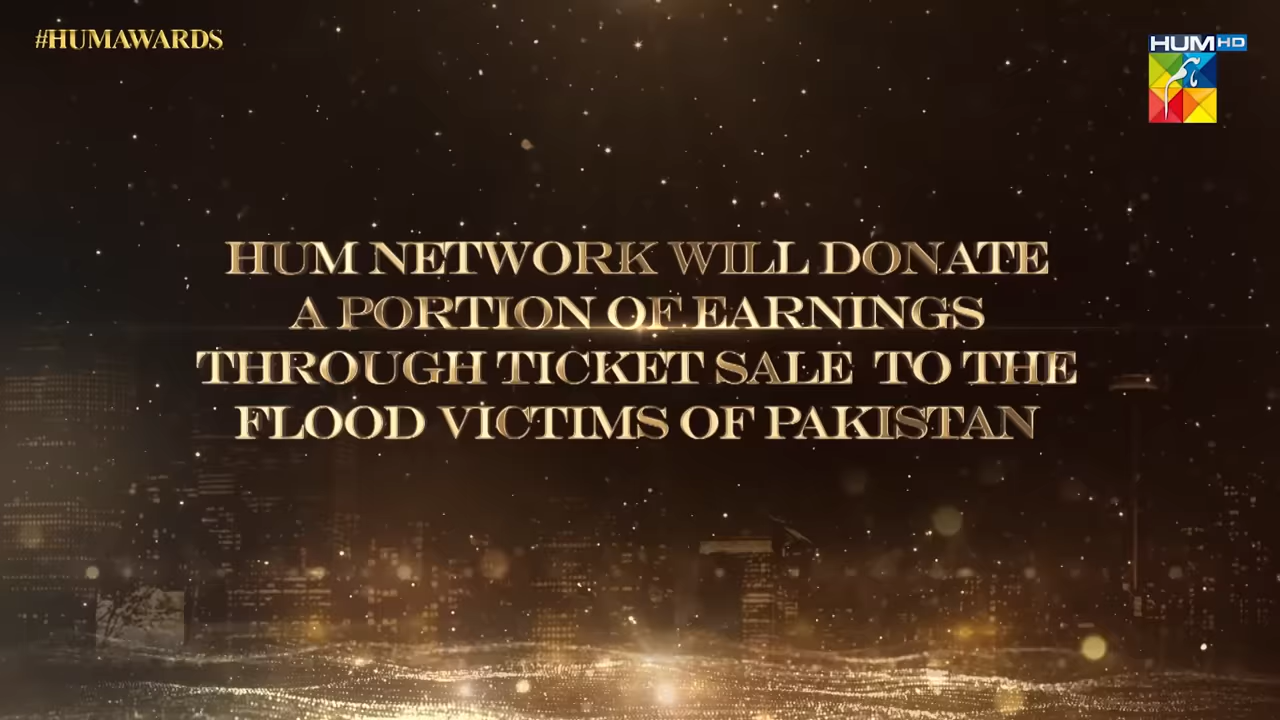 #HUMAWARDS
HUM HD
ہم
HUM NETWORK WILL DONATE
A PORTION OF EARNINGS
THROUGH TICKET SALE TO THE
FLOOD VICTIMS OF PAKISTAN